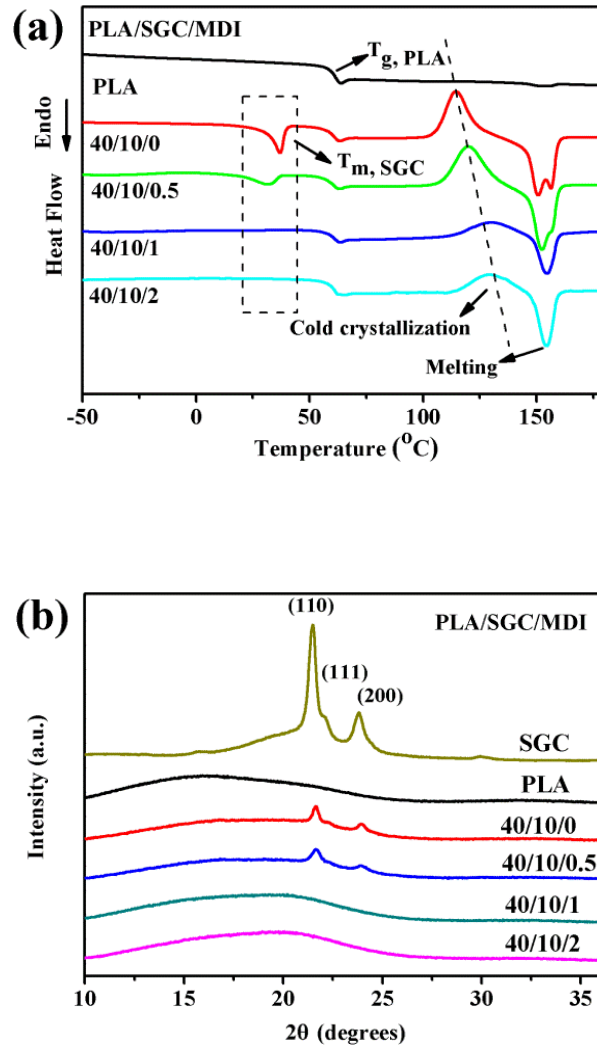 (a)
PLA/SGC/MDI
T g, PLA
PLA
Endo
40/10/0
T m, SGC
40/10/0.5
Heat Flow
40/10/1
40/10/2
Cold crystallization
Melting
-50 0 50 100 150
Temperature (°C)
(b)
(110)
PLA/SGC/MDI
(111)
(200)
SGC
PLA
40/10/0
40/10/0.5
40/10/1
40/10/2
Intensity (a.u.)
10 15 20 25 30 35
2θ (degrees)